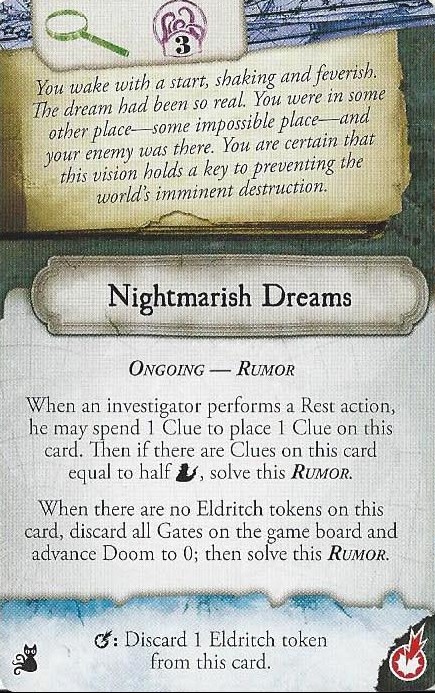 3
You wake with a start, shaking and feverish.
The dream had been so real. You were in some
other place—some impossible place—and
your enemy was there. You are certain that
this vision holds a key to preventing the
world's imminent destruction.
Nightmarish Dreams
ONGOING — RUMOR
When an investigator performs a Rest action,
he may spend 1 Clue to place 1 Clue on this
card. Then if there are Clues on this card
equal to half , solve this RUMOR.
When there are no Eldritch tokens on this
card, discard all Gates on the game board and
advance Doom to 0; then solve this RUMOR.
: Discard 1 Eldritch token
from this card.